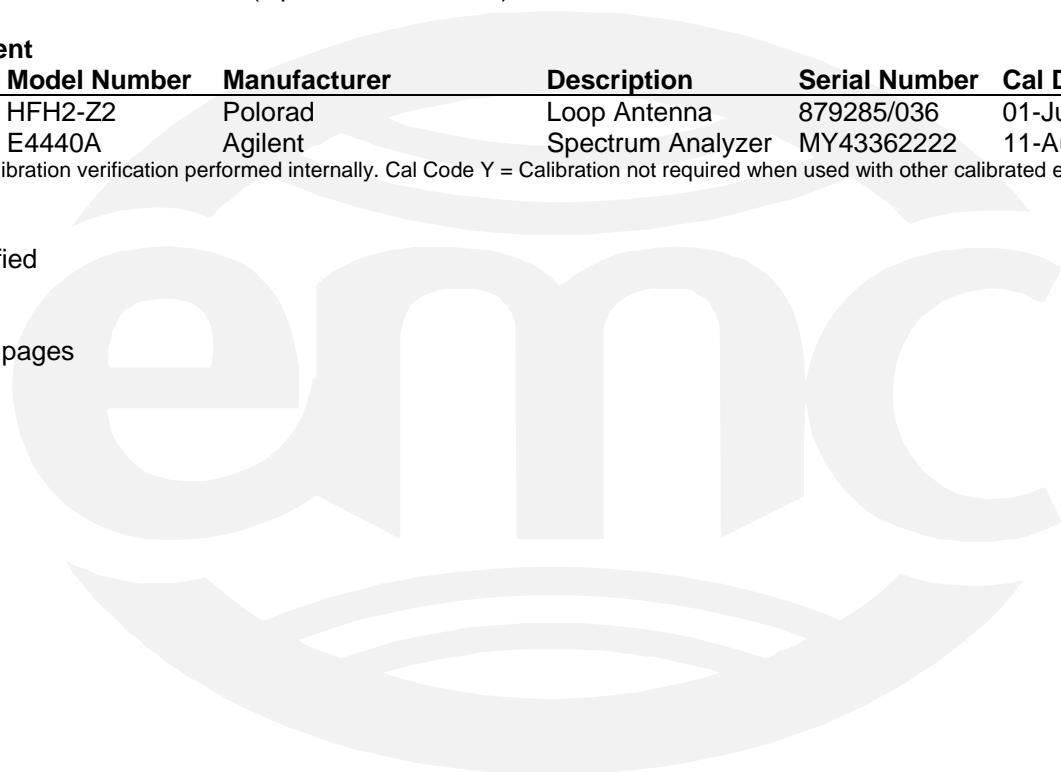 ent
Model Number Manufacturer Description Serial Number Cal D
HFH2-Z2 Polorad Loop Antenna 879285/036 01-Ju
E4440A Agilent Spectrum Analyzer MY43362222 11-Au
ibration verification performed internally. Cal Code Y = Calibration not required when used with other calibrated e
fied
pages
emc